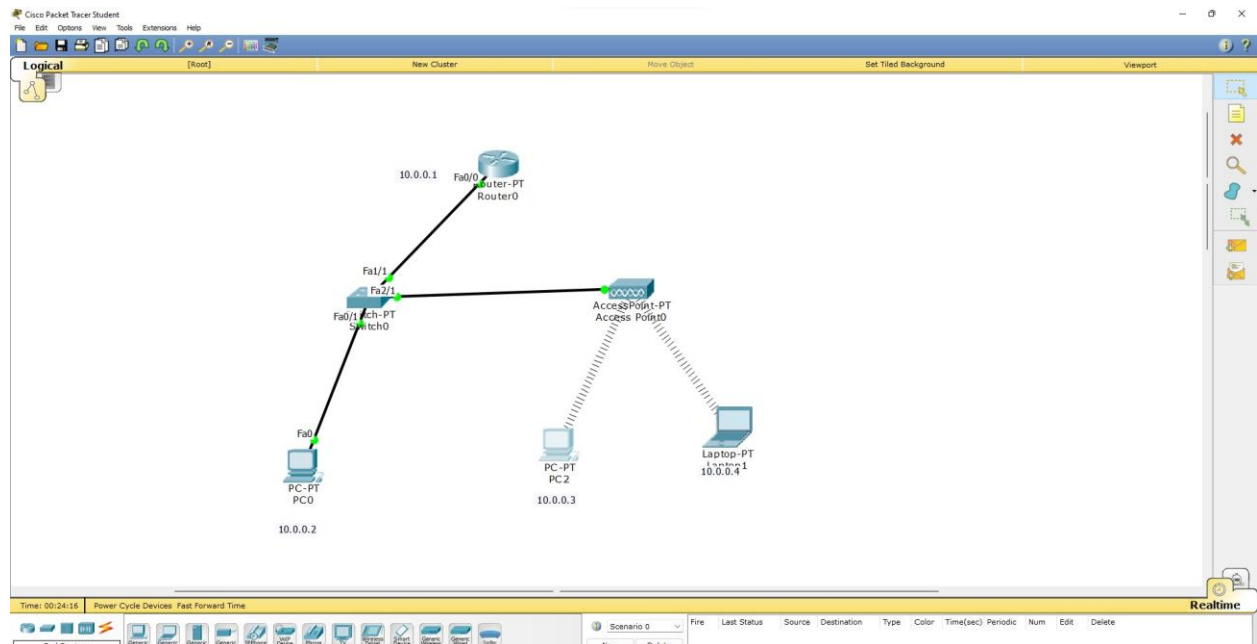 Cisco Packet Tracer Student
File Edit Options View Tools Extensions Help
Logical [Root] New Cluster Move Object Set Tiled Background Viewport
10.0.0.1 Fa0/0 outer-PT
Router0
Fa1/1
Fa2/1
Fa0/1 itch-PT
Switch0
AccessPoint-PT
Access Point0
Fa0
PC-PT
PC0
10.0.0.2
PC-PT
PC2
10.0.0.3
Laptop-PT
Laptop1
10.0.0.4
Time: 00:24:16 Power Cycle Devices Fast Forward Time Realtime
Scenario 0 Fire Last Status Source Destination Type Color Time(sec) Periodic Num Edit Delete